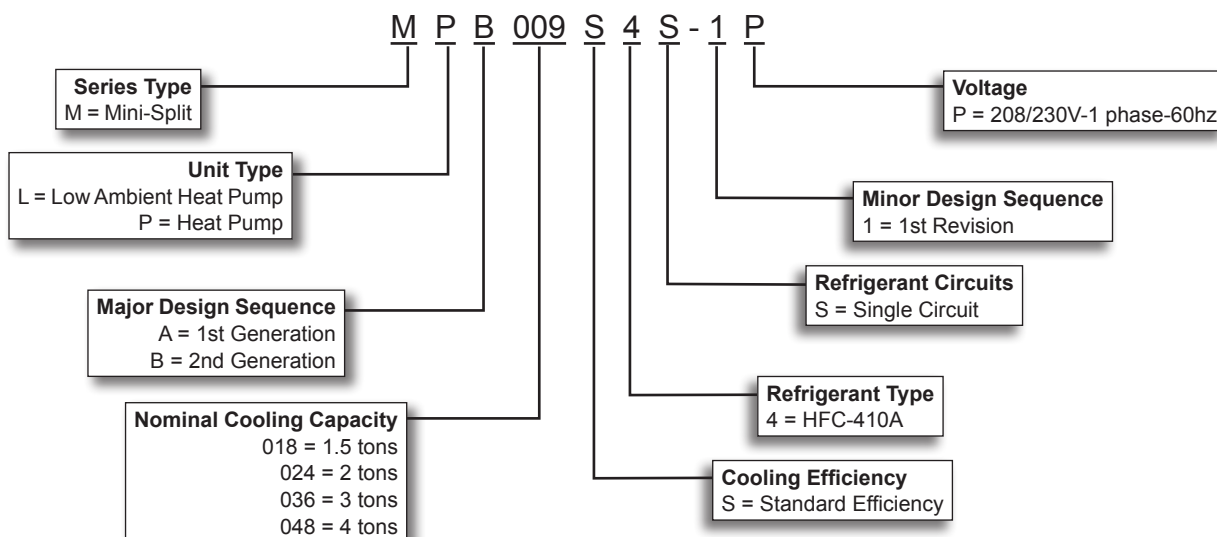 M P B 009 S 4 S - 1 P
Series Type
M = Mini-Split
Voltage
P = 208/230V-1 phase-60hz
Unit Type
L = Low Ambient Heat Pump
P = Heat Pump
Minor Design Sequence
1 = 1st Revision
Refrigerant Circuits
S = Single Circuit
Major Design Sequence
A = 1st Generation
B = 2nd Generation
Refrigerant Type
4 = HFC-410A
Nominal Cooling Capacity
018 = 1.5 tons
024 = 2 tons
036 = 3 tons
048 = 4 tons
Cooling Efficiency
S = Standard Efficiency